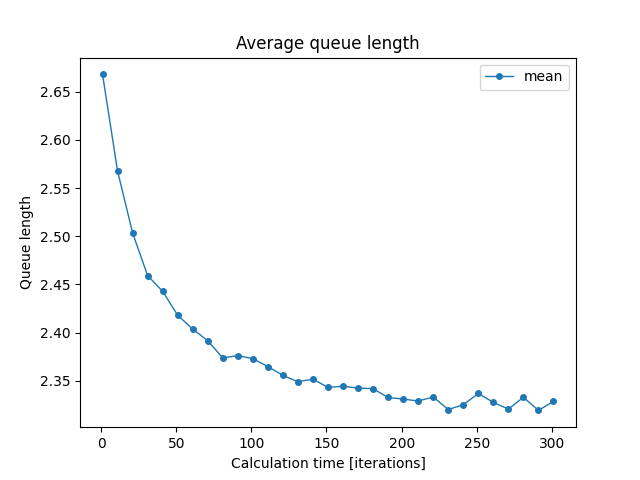 Average queue length
mean
Queue length
2.65
2.60
2.55
2.50
2.45
2.40
2.35
0 50 100 150 200 250 300
Calculation time [iterations]